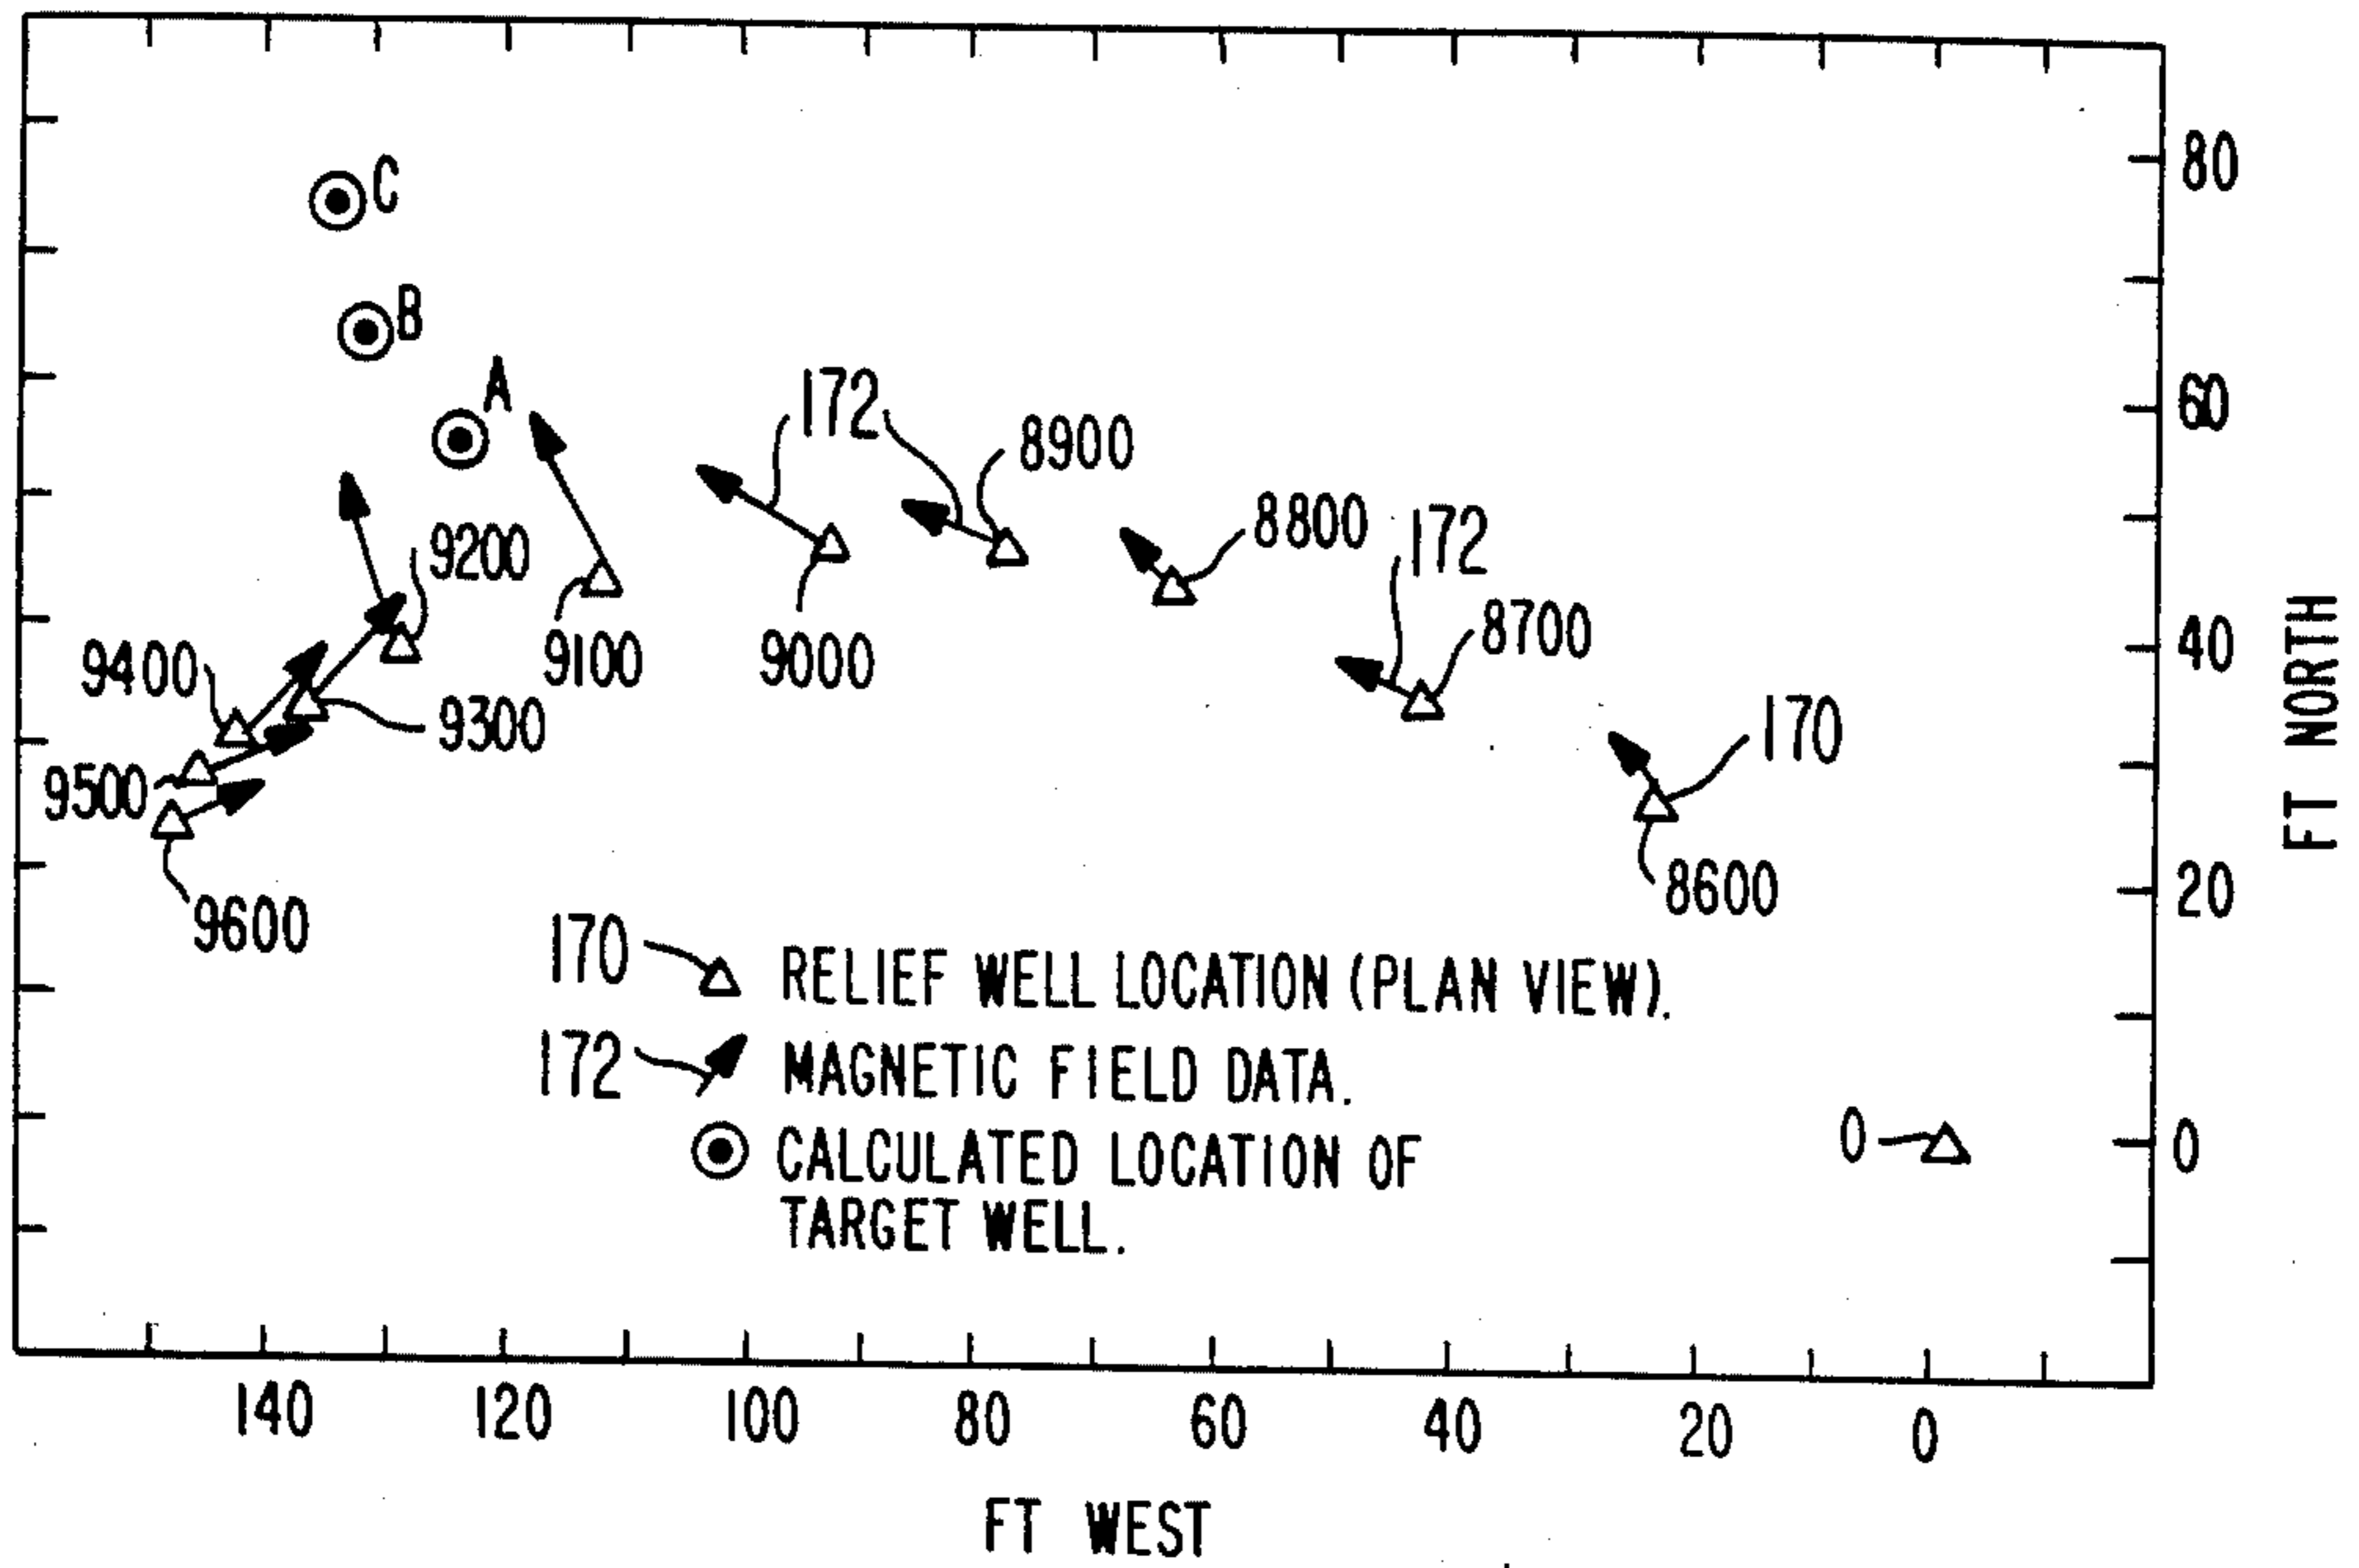 80
C
B
A
172
8900
60
9200
8800
172
8700
FT NORTH
9400
9100
9000
40
9300
170
9500
8600
20
9600
170 RELIEF WELL LOCATION (PLAN VIEW).
172 MAGNETIC FIELD DATA.
CALCULATED LOCATION OF
TARGET WELL.
0
0
140 120 100 80 60 40 20 0
FT WEST